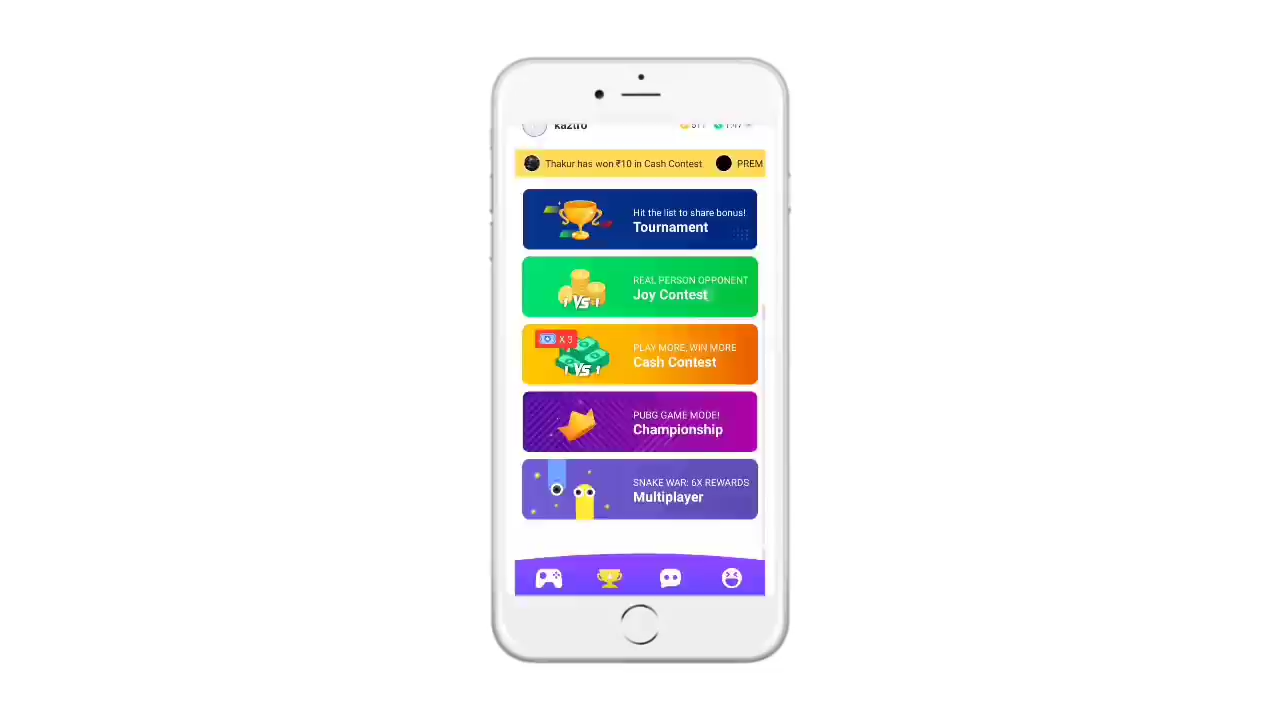 kaztro
Thakur has won ₹10 in Cash Contest PREM
Hit the list to share bonus!
Tournament
REAL PERSON OPPONENT
Joy Contest
1 VS 1
X 3
PLAY MORE, WIN MORE
Cash Contest
1 VS 1
PUBG GAME MODE!
Championship
SNAKE WAR: 6X REWARDS
Multiplayer